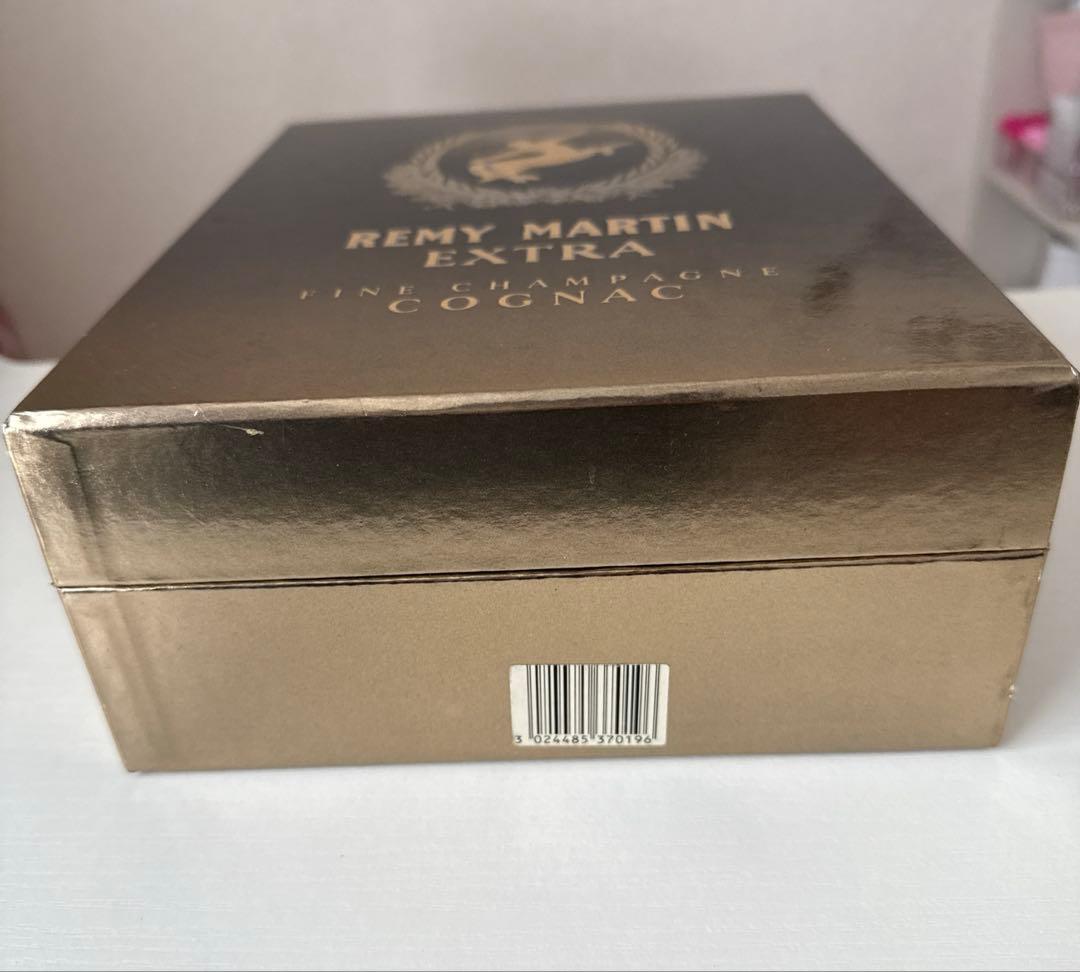 REMY MARTIN
EXTRA
FINE CHAMPAGNE
COGNAC
3 024485 370196